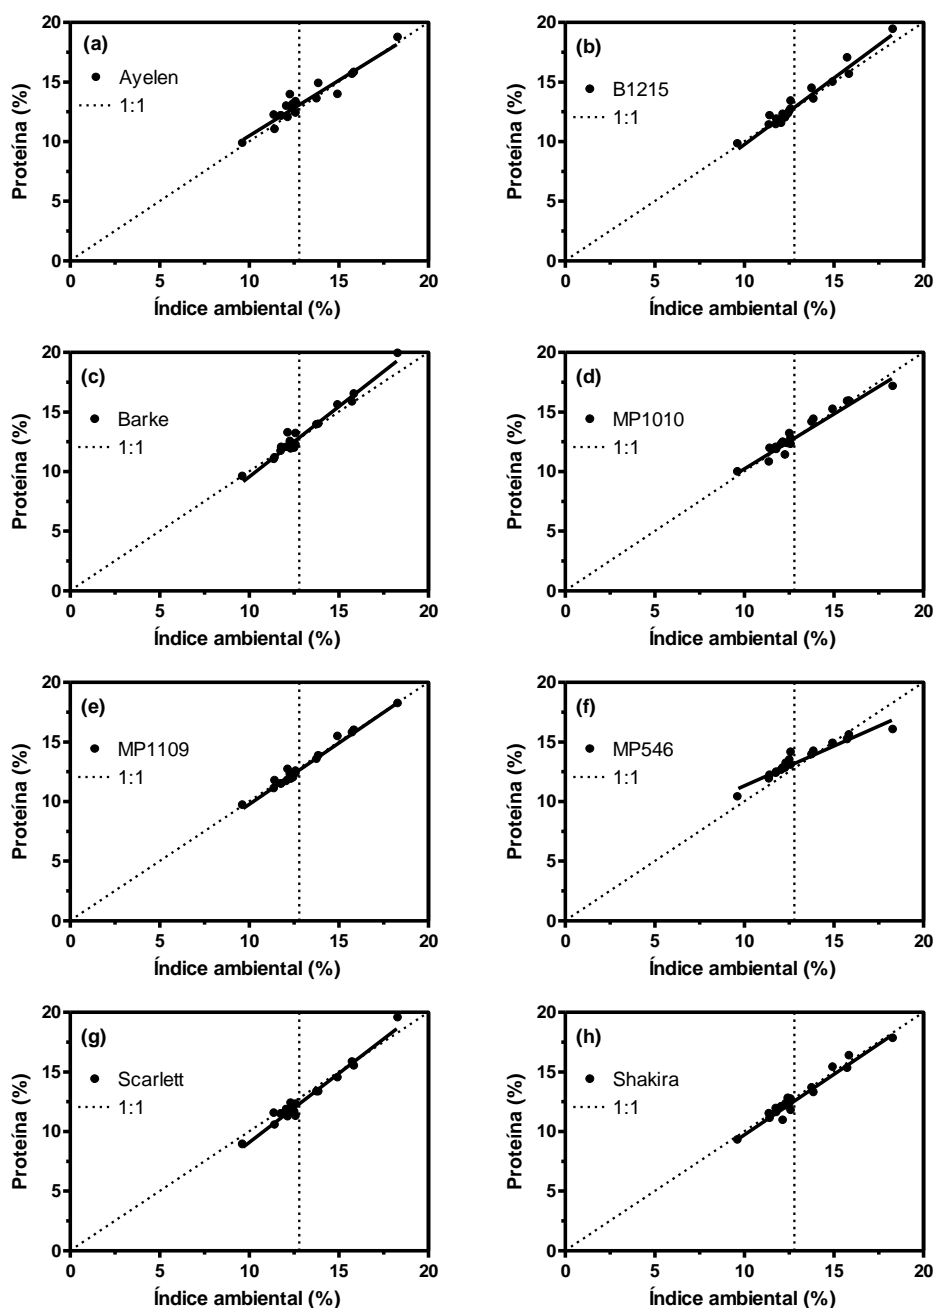 (a)
Ayelen
1:1
Proteína (%)
20
15
10
5
0
0 5 10 15 20
Índice ambiental (%)
(b)
B1215
1:1
Proteína (%)
20
15
10
5
0
0 5 10 15 20
Índice ambiental (%)
(c)
Barke
1:1
Proteína (%)
20
15
10
5
0
0 5 10 15 20
Índice ambiental (%)
(d)
MP1010
1:1
Proteína (%)
20
15
10
5
0
0 5 10 15 20
Índice ambiental (%)
(e)
MP1109
1:1
Proteína (%)
20
15
10
5
0
0 5 10 15 20
Índice ambiental (%)
(f)
MP546
1:1
Proteína (%)
20
15
10
5
0
0 5 10 15 20
Índice ambiental (%)
(g)
Scarlett
1:1
Proteína (%)
20
15
10
5
0
0 5 10 15 20
Índice ambiental (%)
(h)
Shakira
1:1
Proteína (%)
20
15
10
5
0
0 5 10 15 20
Índice ambiental (%)